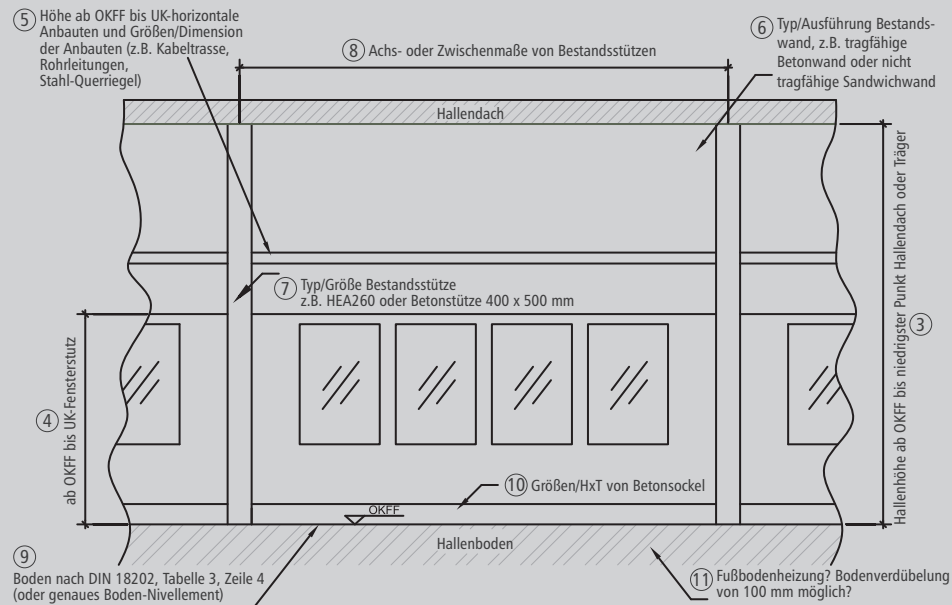 ⑤ Höhe ab OKFF bis UK-horizontale
Anbauten und Größen/Dimension
der Anbauten (z.B. Kabeltrasse,
Rohrleitungen,
Stahl-Querriegel)
⑧ Achs- oder Zwischenmaße von Bestandsstützen
⑥ Typ/Ausführung Bestands-
wand, z.B. tragfähige
Betonwand oder nicht
tragfähige Sandwichwand
Hallendach
⑦ Typ/Größe Bestandsstütze
z.B. HEA260 oder Betonstütze 400 x 500 mm
③ Hallenhöhe ab OKFF bis niedrigster Punkt Hallendach oder Träger
④ ab OKFF bis UK-Fensterstutz
⑩ Größen/HxT von Betonsockel
OKFF
Hallenboden
⑨
Boden nach DIN 18202, Tabelle 3, Zeile 4
(oder genaues Boden-Nivellement)
⑪ Fußbodenheizung? Bodenverdübelung
von 100 mm möglich?